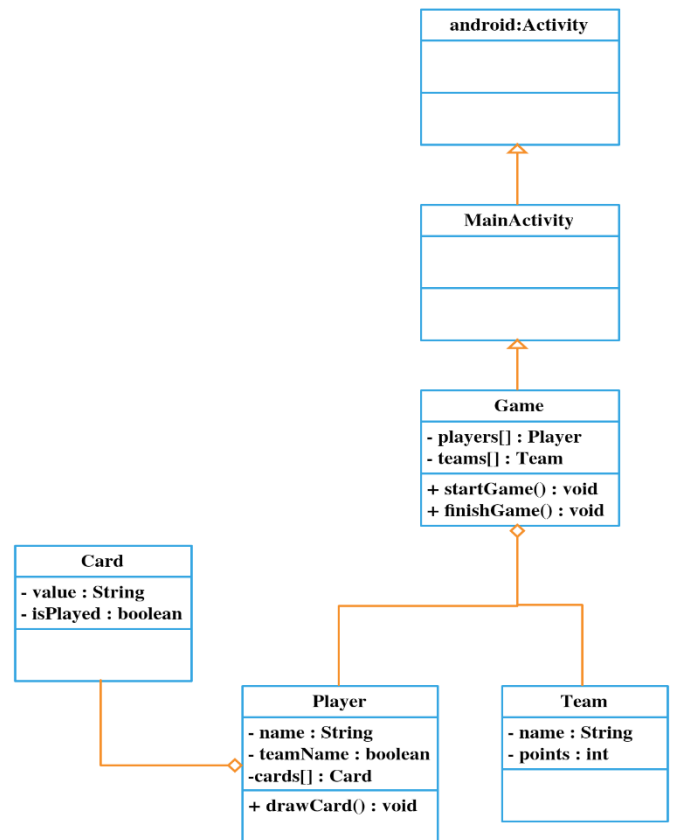 android:Activity
MainActivity
Game
- players[] : Player
- teams[] : Team
+ startGame() : void
+ finishGame() : void
Card
- value : String
- isPlayed : boolean
Player
- name : String
- teamName : boolean
-cards[] : Card
+ drawCard() : void
Team
- name : String
- points : int